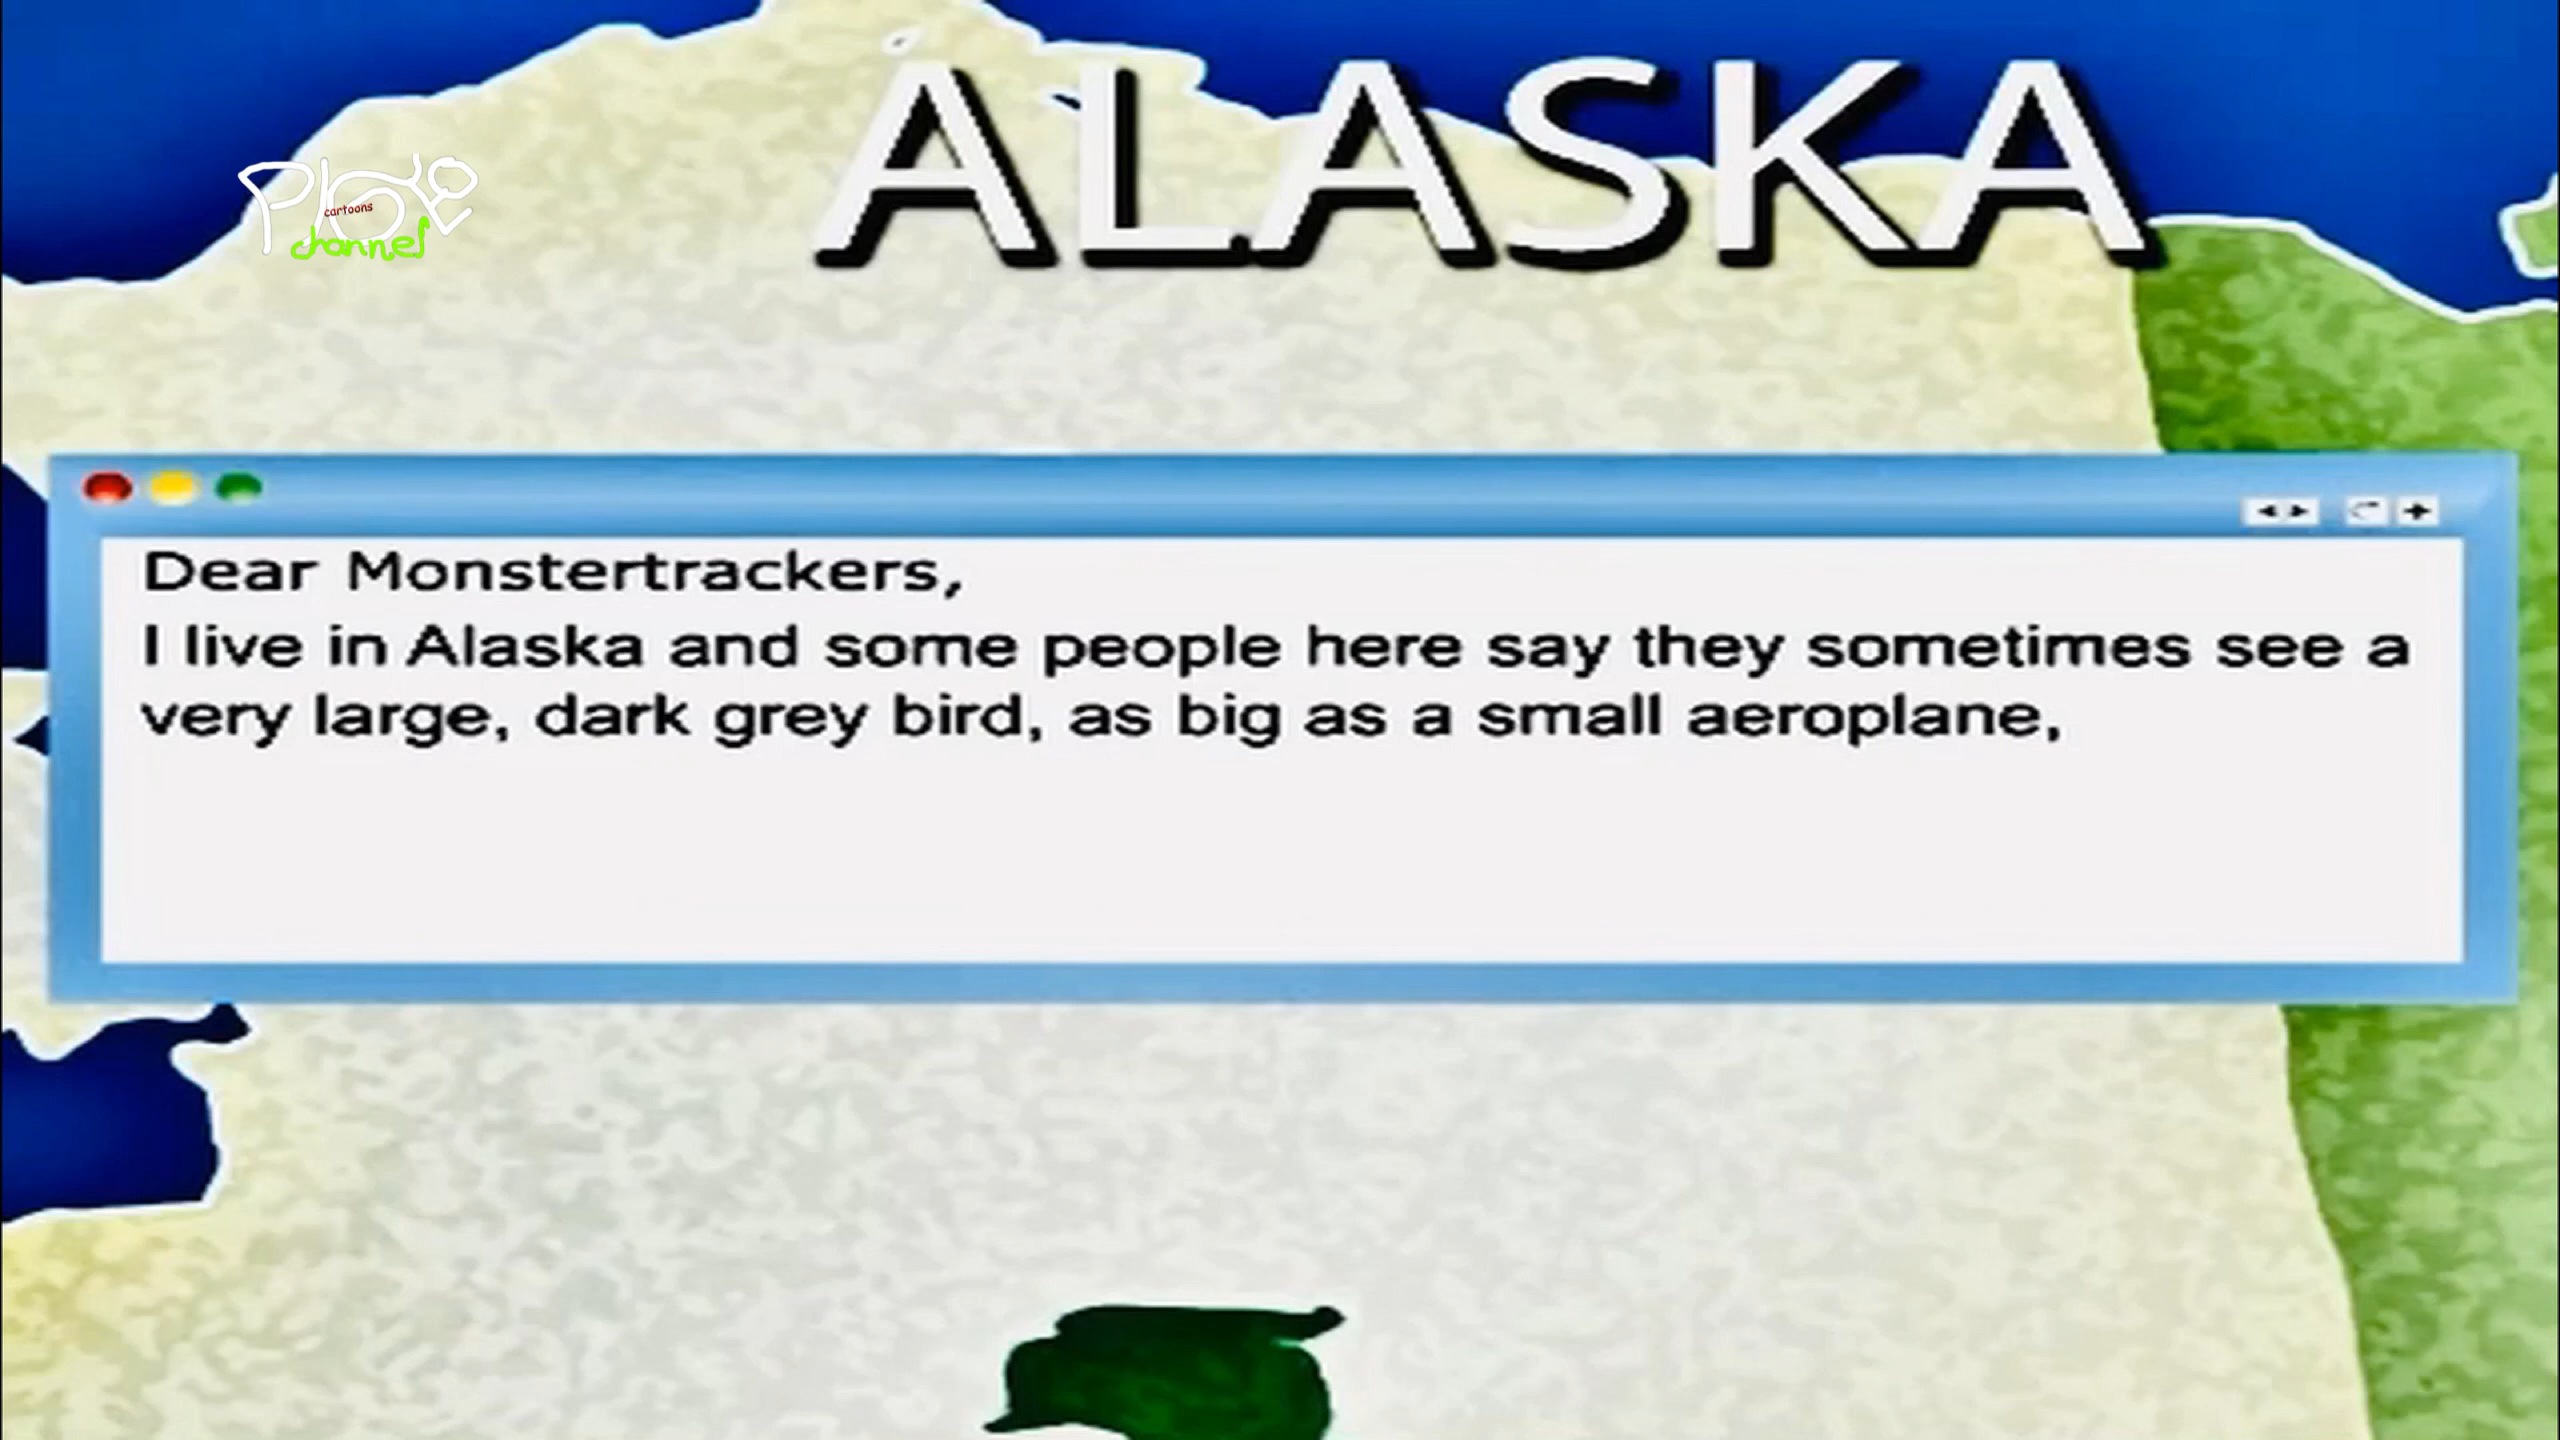 ALASKA
cartoons
channel
Dear Monstertrackers,
I live in Alaska and some people here say they sometimes see a
very large, dark grey bird, as big as a small aeroplane,